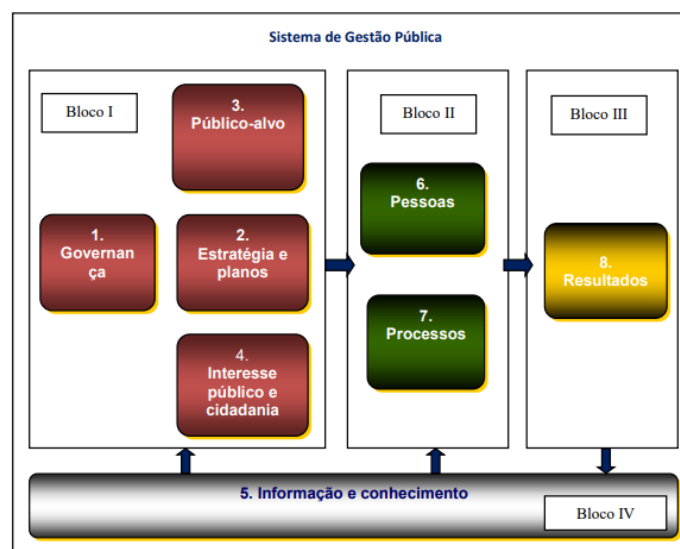 Sistema de Gestão Pública
Bloco I
3.
Público-alvo
1.
Governan
ça
2.
Estratégia e
planos
4.
Interesse
público e
cidadania
Bloco II
6.
Pessoas
7.
Processos
Bloco III
8.
Resultados
5. Informação e conhecimento
Bloco IV